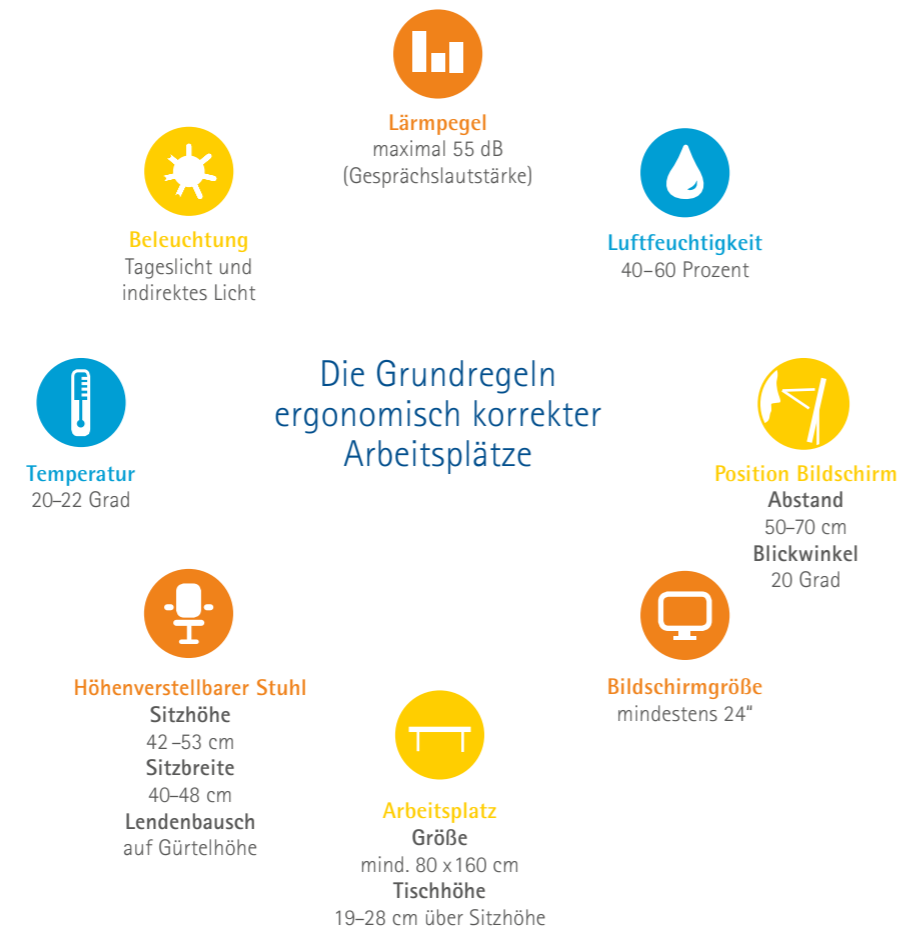 Lärmpegel
maximal 55 dB
(Gesprächslautstärke)
Beleuchtung
Tageslicht und
indirektes Licht
Luftfeuchtigkeit
40–60 Prozent
Die Grundregeln
ergonomisch korrekter
Arbeitsplätze
Temperatur
20–22 Grad
Position Bildschirm
Abstand
50–70 cm
Blickwinkel
20 Grad
Höhenverstellbarer Stuhl
Sitzhöhe
42–53 cm
Sitzbreite
40–48 cm
Lendenbausch
auf Gürtelhöhe
Bildschirmgröße
mindestens 24“
Arbeitsplatz
Größe
mind. 80 x 160 cm
Tischhöhe
19–28 cm über Sitzhöhe